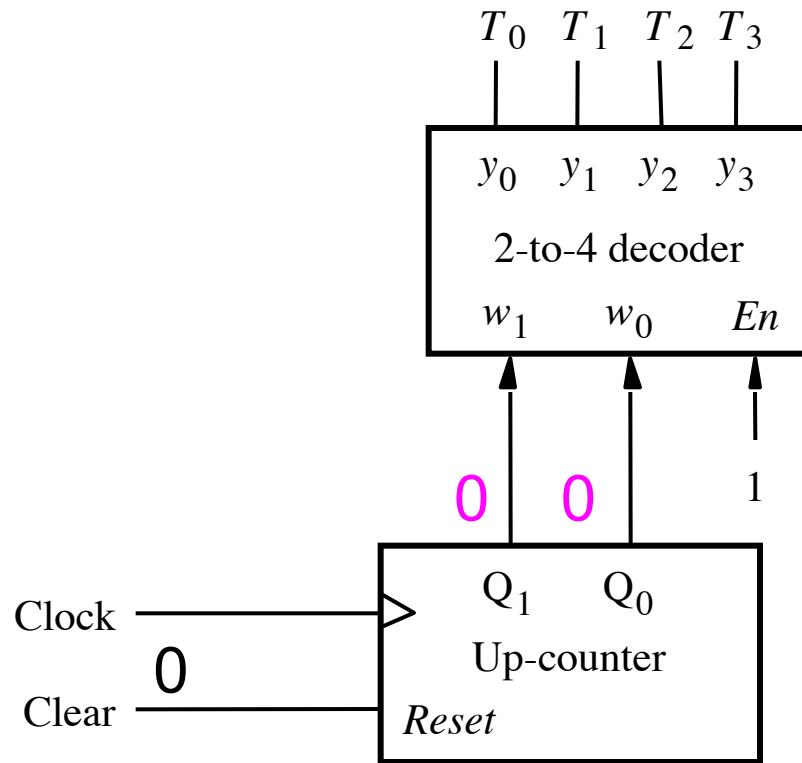 T0 T1 T2 T3
y0 y1 y2 y3
2-to-4 decoder
w1 w0 En
0 0 1
Q1 Q0
Clock
Up-counter
0
Clear
Reset